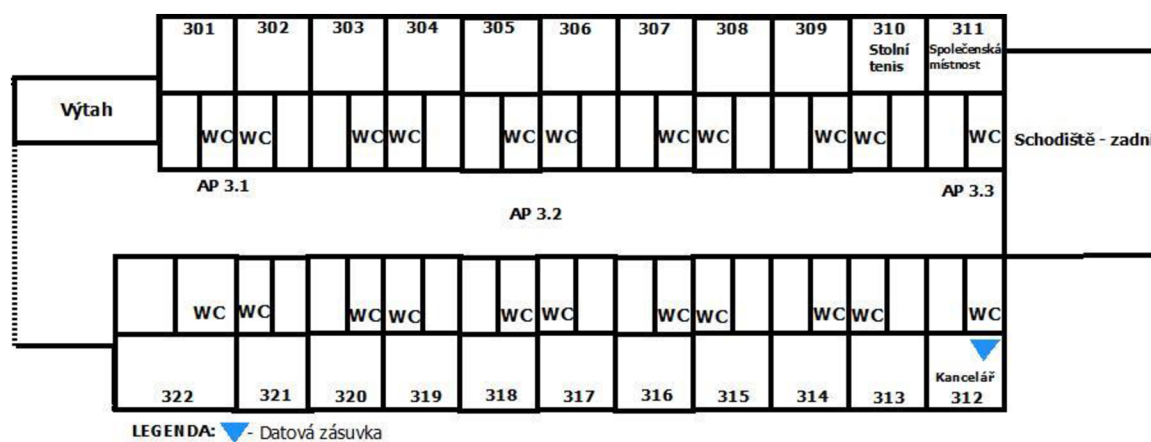 301 302 303 304 305 306 307 308 309 310 311
Stolní
tenis
Společenská
místnost
Výtah
WC WC WC WC WC WC WC WC WC WC WC
Schodiště - zadní
AP 3.1
AP 3.3
AP 3.2
WC WC WC WC WC WC WC WC WC WC WC
Kancelář
322 321 320 319 318 317 316 315 314 313 312
LEGENDA: - Datová zásuvka